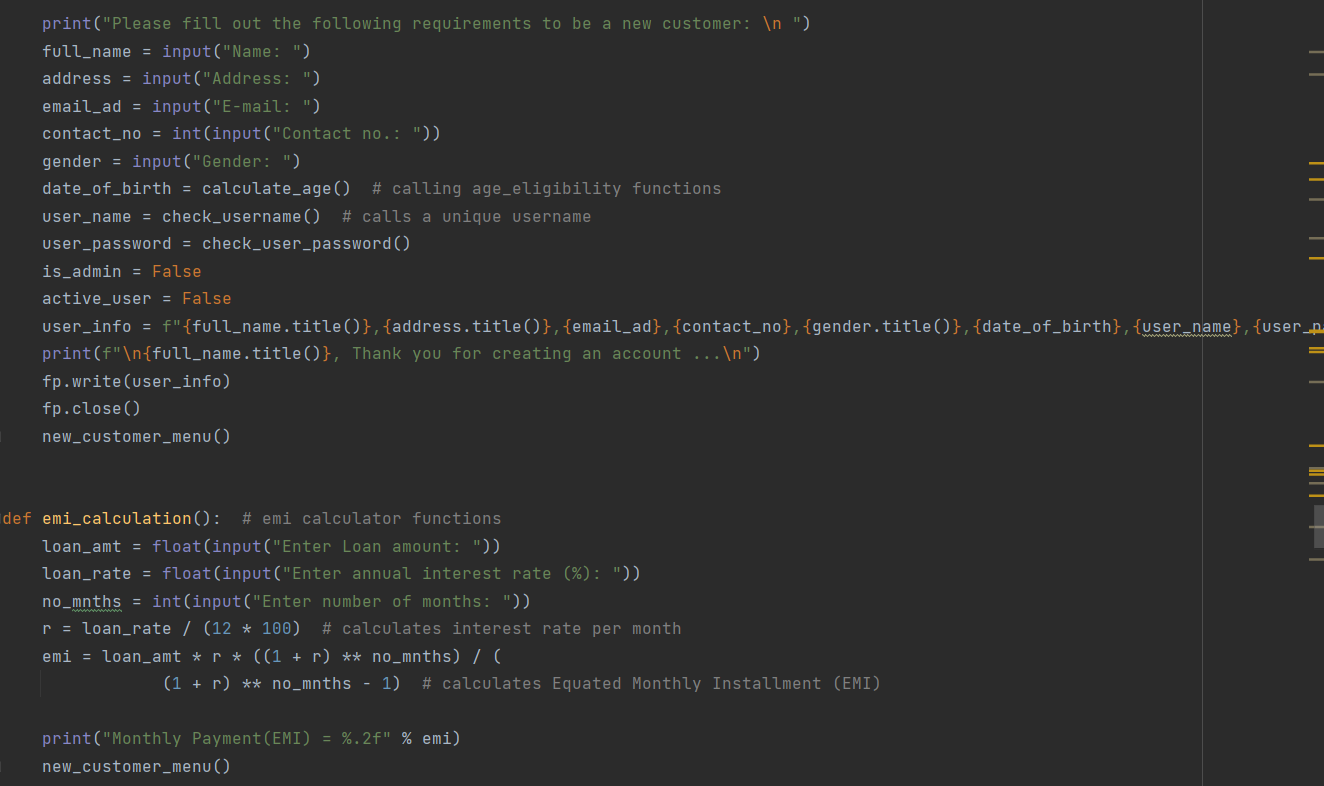 print("Please fill out the following requirements to be a new customer: \n ")
full_name = input("Name: ")
address = input("Address: ")
email_ad = input("E-mail: ")
contact_no = int(input("Contact no.: "))
gender = input("Gender: ")
date_of_birth = calculate_age()  # calling age_eligibility functions
user_name = check_username()  # calls a unique username
user_password = check_user_password()
is_admin = False
active_user = False
user_info = f"{full_name.title()},{address.title()},{email_ad},{contact_no},{gender.title()},{date_of_birth},{user_name},{user_
print(f"\n{full_name.title()}, Thank you for creating an account ...\n")
fp.write(user_info)
fp.close()
new_customer_menu()
def emi_calculation():  # emi calculator functions
loan_amt = float(input("Enter Loan amount: "))
loan_rate = float(input("Enter annual interest rate (%): "))
no_mnths = int(input("Enter number of months: "))
r = loan_rate / (12 * 100)  # calculates interest rate per month
emi = loan_amt * r * ((1 + r) ** no_mnths) / (
(1 + r) ** no_mnths - 1)  # calculates Equated Monthly Installment (EMI)
print("Monthly Payment(EMI) = %.2f" % emi)
new_customer_menu()